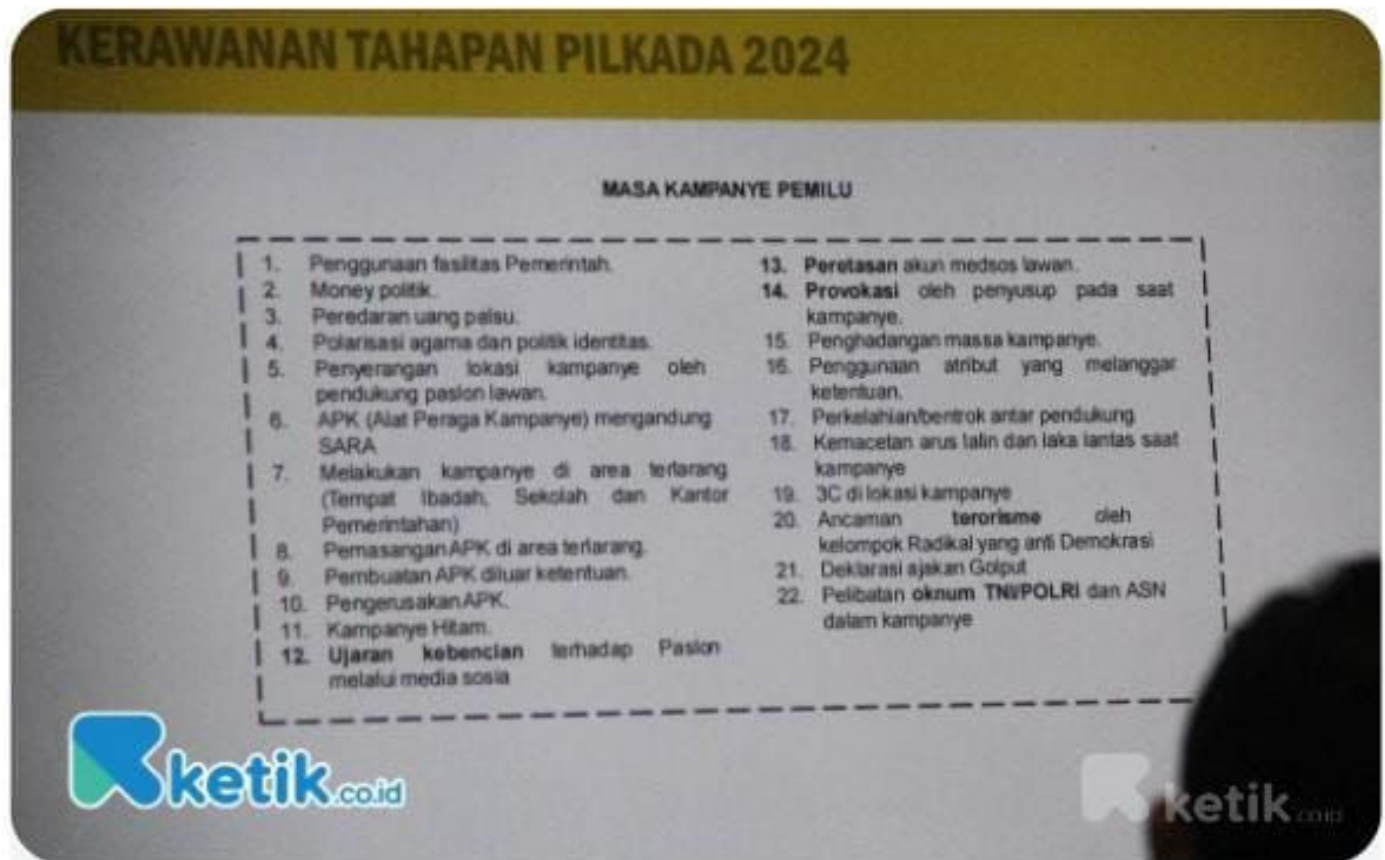 KERAWANAN TAHAPAN PILKADA 2024
MASA KAMPANYE PEMILU
1. Penggunaan fasilitas Pemerintah.
2. Money politik.
3. Peredaran uang palsu.
4. Polarisasi agama dan politik identitas.
5. Penyerangan lokasi kampanye oleh
pendukung paslon lawan.
6. APK (Alat Peraga Kampanye) mengandung
SARA
7. Melakukan kampanye di area terlarang
(Tempat Ibadah, Sekolah dan Kantor
Pemerintahan)
8. Pemasangan APK di area terlarang.
9. Pembuatan APK diluar ketentuan.
10. Pengerusakan APK.
11. Kampanye Hitam.
12. Ujaran kebencian terhadap Paslon
melalui media sosia
13. Peretasan akun medsos lawan.
14. Provokasi oleh penyusup pada saat
kampanye.
15. Penghadangan massa kampanye.
16. Penggunaan atribut yang melanggar
ketentuan.
17. Perkelahian/bentrok antar pendukung
18. Kemacetan arus lalin dan laka lantas saat
kampanye
19. 3C di lokasi kampanye
20. Ancaman terorisme oleh
kelompok Radikal yang anti Demokrasi
21. Deklarasi ajakan Golput
22. Pelibatan oknum TNI/POLRI dan ASN
dalam kampanye
ketik.co.id
ketik.co.id